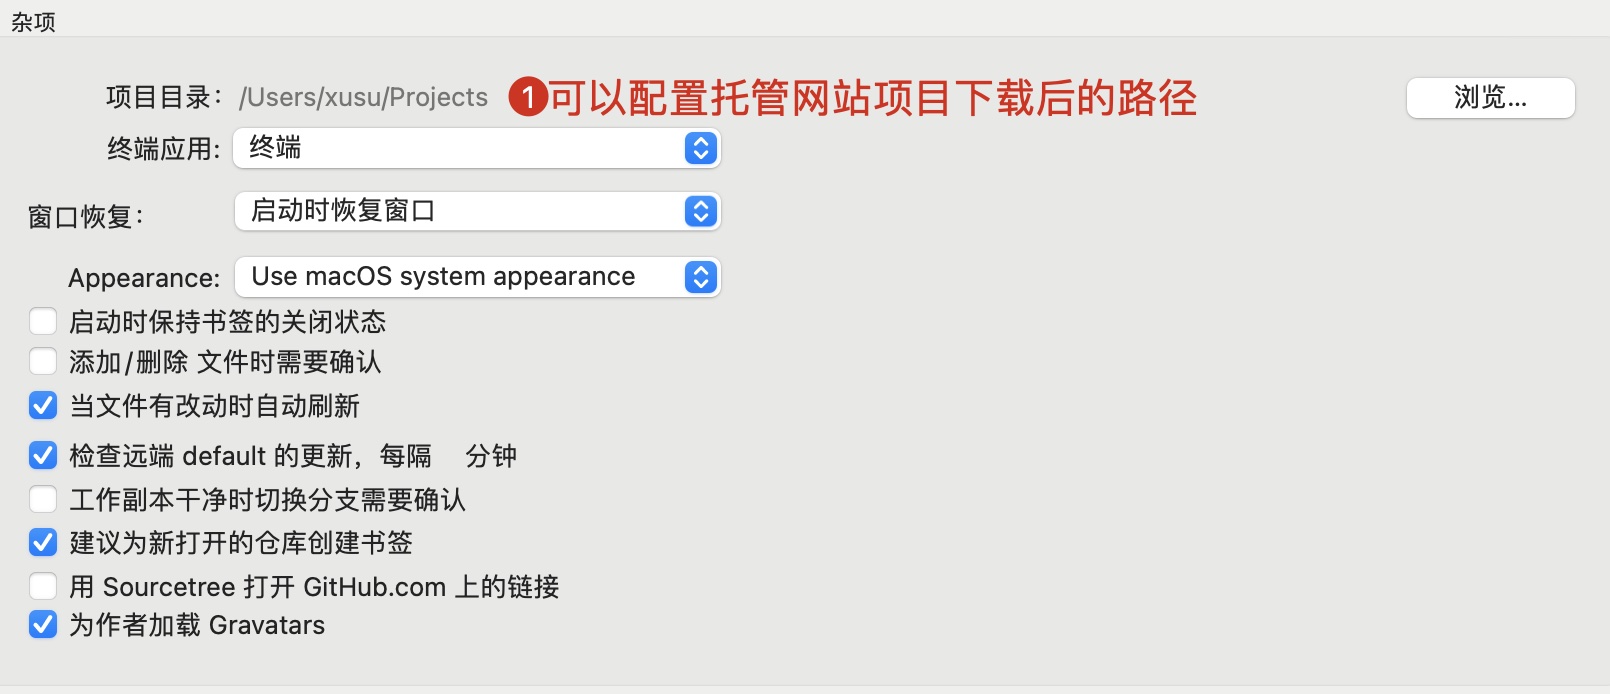 杂项
项目目录: /Users/xusu/Projects ❶可以配置托管网站项目下载后的路径 浏览...
终端应用: 终端
窗口恢复: 启动时恢复窗口
Appearance: Use macOS system appearance
启动时保持书签的关闭状态
添加/删除 文件时需要确认
当文件有改动时自动刷新
检查远端 default 的更新，每隔 分钟
工作副本干净时切换分支需要确认
建议为新打开的仓库创建书签
用 Sourcetree 打开 GitHub.com 上的链接
为作者加载 Gravatars